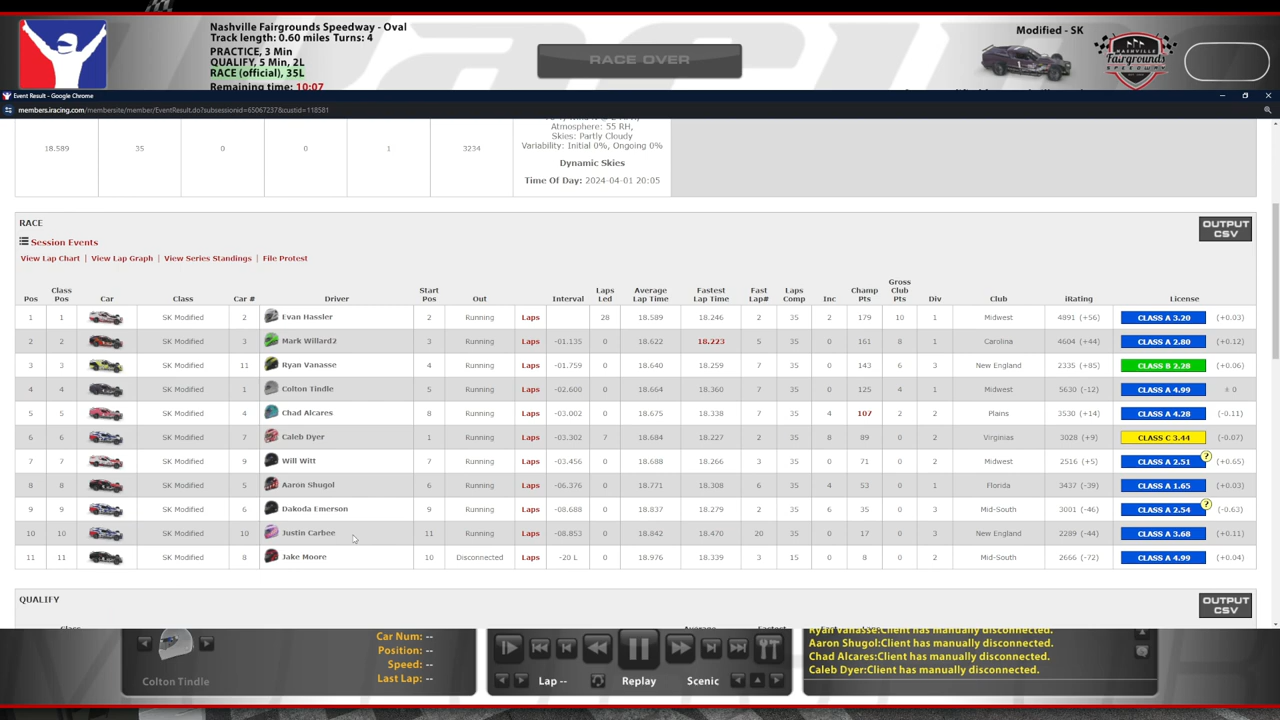 Nashville Fairgrounds Speedway - Oval
Track length: 0.60 miles Turns: 4
PRACTICE, 3 Min
QUALIFY, 5 Min, 2L
RACE (official), 35L
Remaining time: 10:07
RACE OVER
Modified - SK
Event Result - Google Chrome
members.iracing.com/membersite/member/EventResult.do?subsessionid=65067237&custid=118581
Atmosphere: 55 RH,
Skies: Partly Cloudy
Variability: Initial 0%, Ongoing 0%
18.589 35 0 0 1 3234
Dynamic Skies
Time Of Day: 2024-04-01 20:05
RACE
OUTPUT CSV
Session Events
View Lap Chart | View Lap Graph | View Series Standings | File Protest
Pos Class Pos Car Class Car # Driver Start Pos Out Interval Laps Led Average Lap Time Fastest Lap Time Fast Lap# Laps Comp Inc Champ Pts Gross Club Pts Div Club iRating License
1 1 SK Modified 2 Evan Hassler 2 Running Laps 28 18.589 18.246 2 35 2 179 10 1 Midwest 4891 (+56) CLASS A 3.20 (+0.03)
2 2 SK Modified 3 Mark Willard2 3 Running Laps -01.135 0 18.622 18.223 5 35 0 161 8 1 Carolina 4604 (+44) CLASS A 2.80 (+0.12)
3 3 SK Modified 11 Ryan Vanasse 4 Running Laps -01.759 0 18.640 18.259 7 35 0 143 6 3 New England 2335 (+85) CLASS B 2.28 (+0.06)
4 4 SK Modified 1 Colton Tindle 5 Running Laps -02.600 0 18.664 18.360 7 35 0 125 4 1 Midwest 5630 (-12) CLASS A 4.99 ± 0
5 5 SK Modified 4 Chad Alcares 8 Running Laps -03.002 0 18.675 18.338 7 35 4 107 2 2 Plains 3530 (+14) CLASS A 4.28 (-0.11)
6 6 SK Modified 7 Caleb Dyer 1 Running Laps -03.302 7 18.684 18.227 2 35 8 89 0 2 Virginias 3028 (+9) CLASS C 3.44 (-0.07)
7 7 SK Modified 9 Will Witt 7 Running Laps -03.456 0 18.688 18.266 3 35 0 71 0 2 Midwest 2516 (+5) CLASS A 2.51 ? (+0.65)
8 8 SK Modified 5 Aaron Shugol 6 Running Laps -06.376 0 18.771 18.308 6 35 4 53 0 1 Florida 3437 (-39) CLASS A 1.65 (+0.03)
9 9 SK Modified 6 Dakoda Emerson 9 Running Laps -08.688 0 18.837 18.279 2 35 6 35 0 2 Mid-South 3001 (-46) CLASS A 2.54 ? (-0.63)
10 10 SK Modified 10 Justin Carbee 11 Running Laps -08.853 0 18.842 18.470 20 35 0 17 0 3 New England 2289 (-44) CLASS A 3.68 (+0.11)
11 11 SK Modified 8 Jake Moore 10 Disconnected Laps -20 L 0 18.976 18.339 3 15 0 0 0 2 Mid-South 2666 (-72) CLASS A 4.99 (+0.04)
QUALIFY
OUTPUT CSV
Colton Tindle
Car Num: --
Position: --
Speed: --
Last Lap: --
Lap --
Replay
Scenic
Ryan Vanasse:Client has manually disconnected.
Aaron Shugol:Client has manually disconnected.
Chad Alcares:Client has manually disconnected.
Caleb Dyer:Client has manually disconnected.